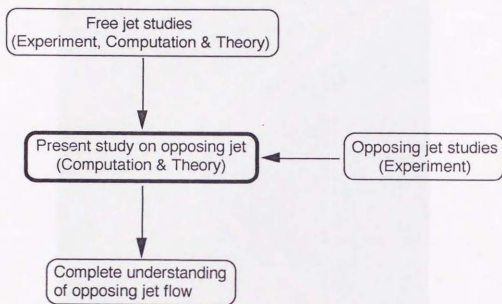 Free jet studies
(Experiment, Computation & Theory)
Present study on opposing jet
(Computation & Theory)
Opposing jet studies
(Experiment)
Complete understanding
of opposing jet flow